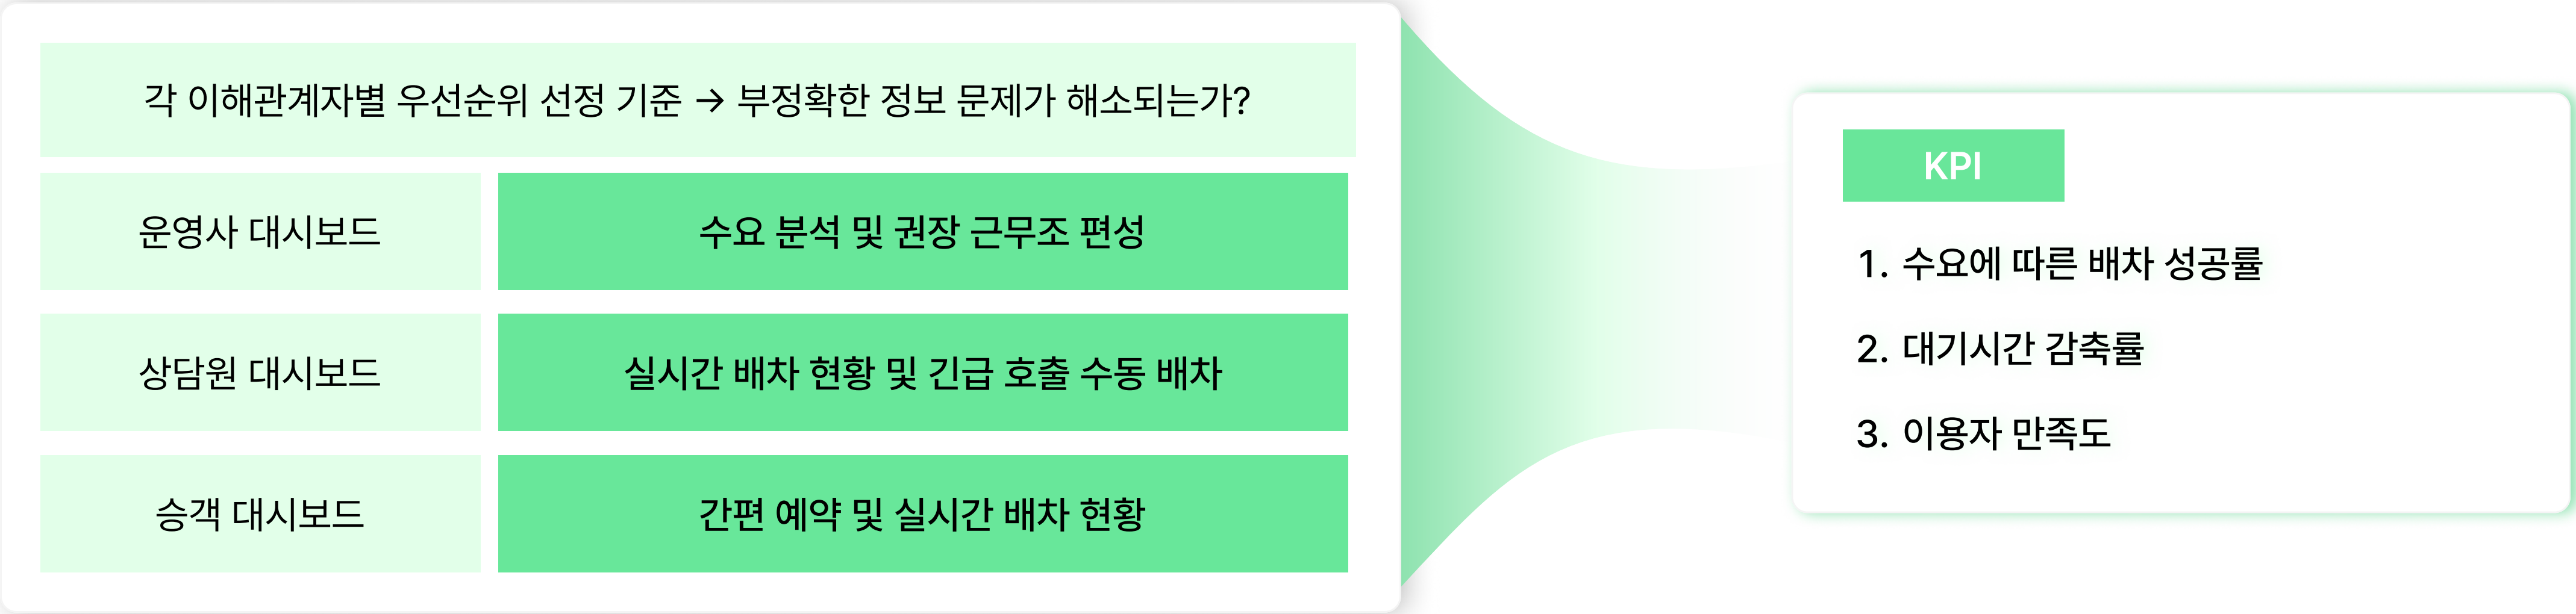 각 이해관계자별 우선순위 선정 기준 → 부정확한 정보 문제가 해소되는가?
운영사 대시보드
수요 분석 및 권장 근무조 편성
상담원 대시보드
실시간 배차 현황 및 긴급 호출 수동 배차
승객 대시보드
간편 예약 및 실시간 배차 현황
KPI
1. 수요에 따른 배차 성공률
2. 대기시간 감축률
3. 이용자 만족도